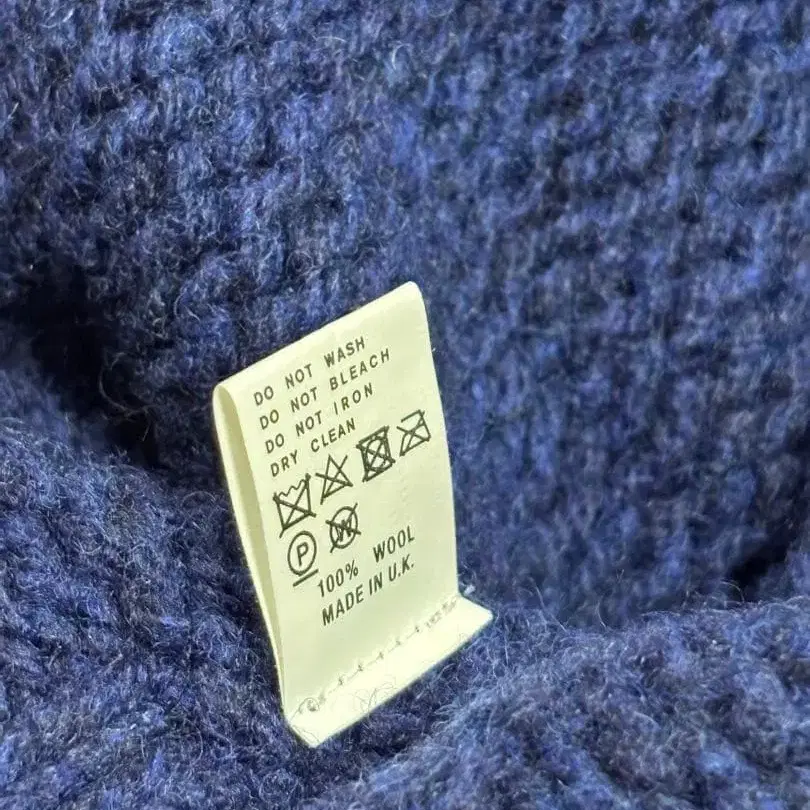 DO NOT WASH
DO NOT BLEACH
DO NOT IRON
DRY CLEAN
P W
100% WOOL
MADE IN U.K.